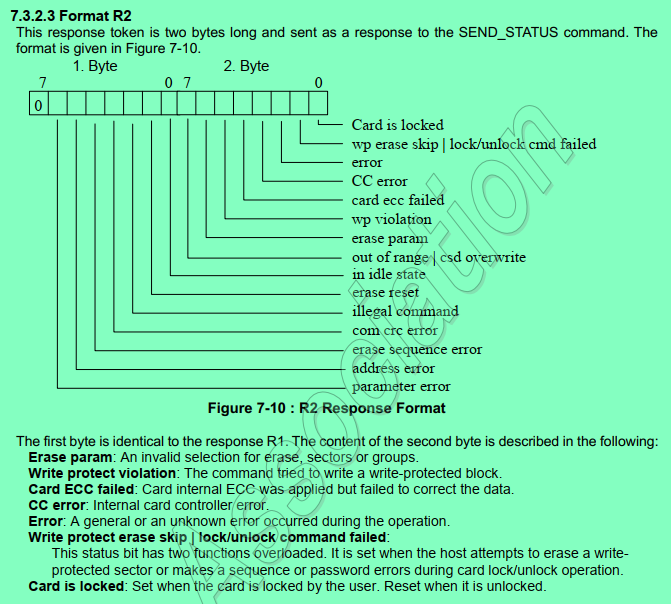 7.3.2.3 Format R2
This response token is two bytes long and sent as a response to the SEND_STATUS command. The
format is given in Figure 7-10.
1. Byte 2. Byte
7 0 7 0
0
Card is locked
wp erase skip | lock/unlock cmd failed
error
CC error
card ecc failed
wp violation
erase param
out of range | csd overwrite
in idle state
erase reset
illegal command
com crc error
erase sequence error
address error
parameter error
Figure 7-10 : R2 Response Format
The first byte is identical to the response R1. The content of the second byte is described in the following:
Erase param: An invalid selection for erase, sectors or groups.
Write protect violation: The command tried to write a write-protected block.
Card ECC failed: Card internal ECC was applied but failed to correct the data.
CC error: Internal card controller error.
Error: A general or an unknown error occurred during the operation.
Write protect erase skip | lock/unlock command failed:
This status bit has two functions overloaded. It is set when the host attempts to erase a write-
protected sector or makes a sequence or password errors during card lock/unlock operation.
Card is locked: Set when the card is locked by the user. Reset when it is unlocked.
Association